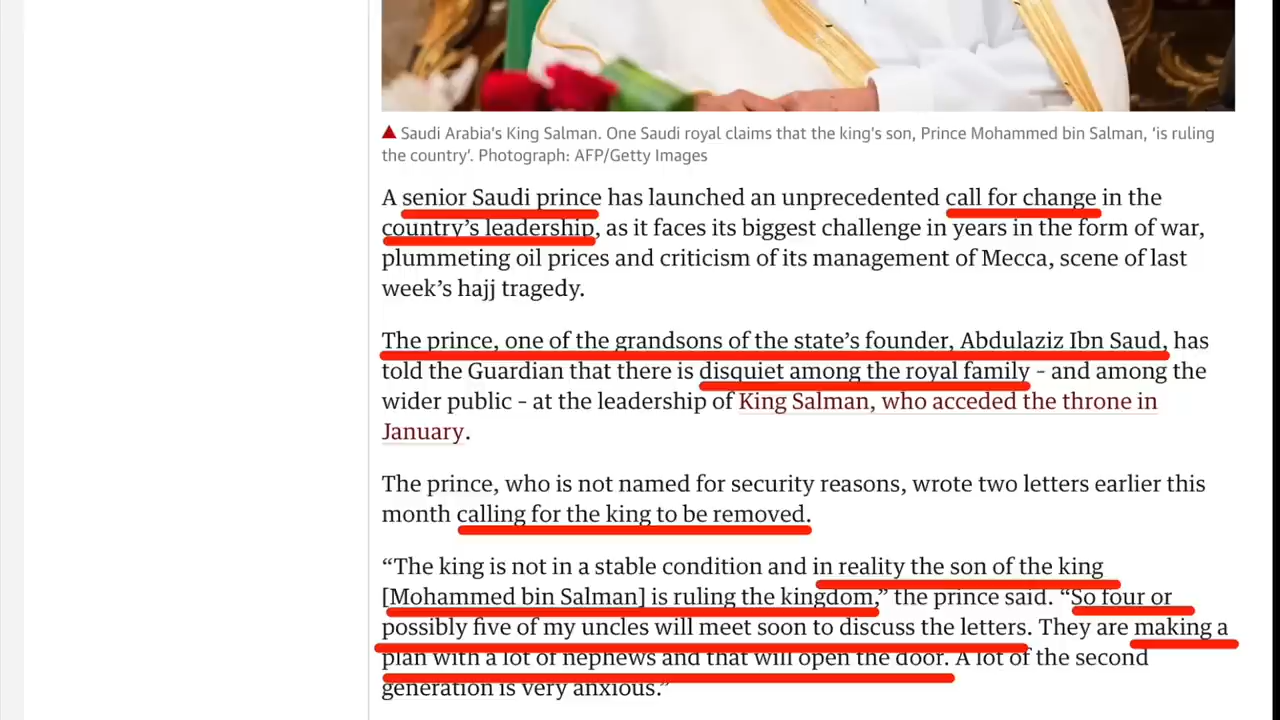 Saudi Arabia's King Salman. One Saudi royal claims that the king's son, Prince Mohammed bin Salman, 'is ruling
the country'. Photograph: AFP/Getty Images
A senior Saudi prince has launched an unprecedented call for change in the
country’s leadership, as it faces its biggest challenge in years in the form of war,
plummeting oil prices and criticism of its management of Mecca, scene of last
week’s hajj tragedy.
The prince, one of the grandsons of the state’s founder, Abdulaziz Ibn Saud, has
told the Guardian that there is disquiet among the royal family – and among the
wider public – at the leadership of King Salman, who acceded the throne in
January.
The prince, who is not named for security reasons, wrote two letters earlier this
month calling for the king to be removed.
“The king is not in a stable condition and in reality the son of the king
[Mohammed bin Salman] is ruling the kingdom,” the prince said. “So four or
possibly five of my uncles will meet soon to discuss the letters. They are making a
plan with a lot of nephews and that will open the door. A lot of the second
generation is very anxious.”